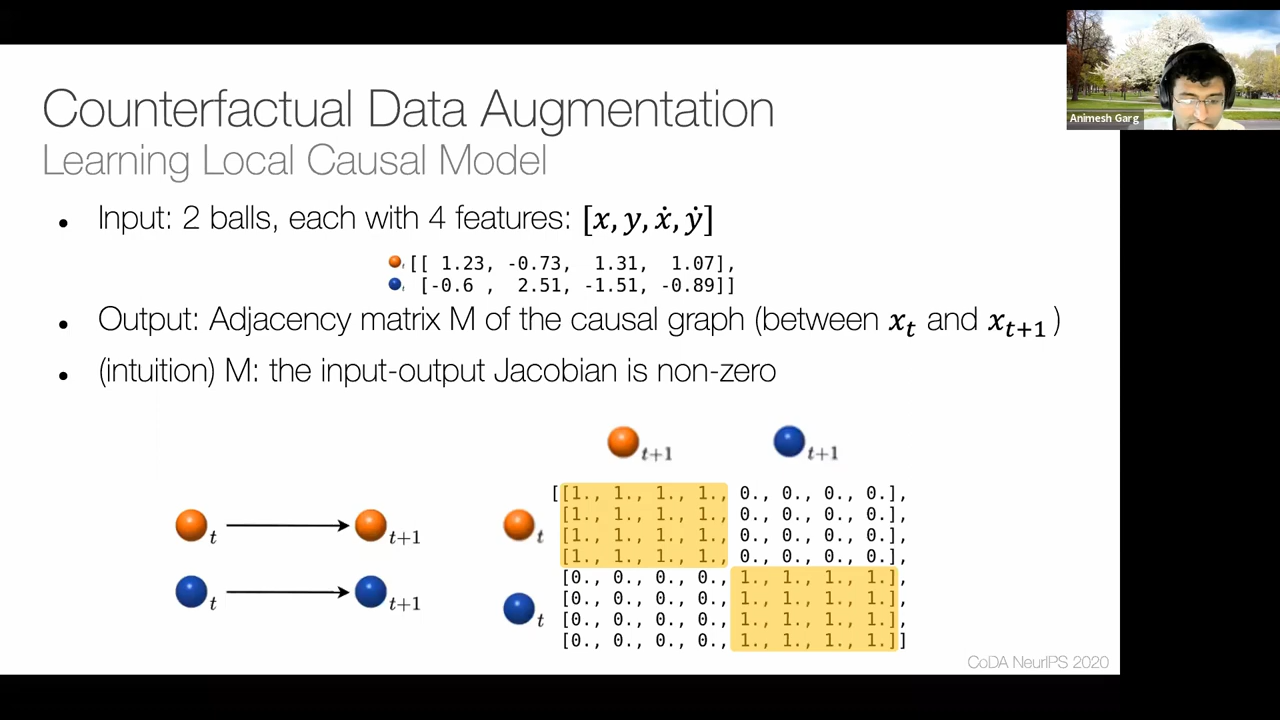 Counterfactual Data Augmentation
Learning Local Causal Model
Animesh Garg
• Input: 2 balls, each with 4 features: [x, y, ẋ, ẏ]
t [[ 1.23, -0.73, 1.31, 1.07],
t [-0.6 , 2.51, -1.51, -0.89]]
• Output: Adjacency matrix M of the causal graph (between xₜ and xₜ₊₁ )
• (intuition) M: the input-output Jacobian is non-zero
t+1 t+1
[[1., 1., 1., 1., 0., 0., 0., 0.],
[1., 1., 1., 1., 0., 0., 0., 0.],
t t+1 t [1., 1., 1., 1., 0., 0., 0., 0.],
[1., 1., 1., 1., 0., 0., 0., 0.],
[0., 0., 0., 0., 1., 1., 1., 1.],
t t+1 [0., 0., 0., 0., 1., 1., 1., 1.],
t [0., 0., 0., 0., 1., 1., 1., 1.],
[0., 0., 0., 0., 1., 1., 1., 1.]]
CoDA NeurIPS 2020